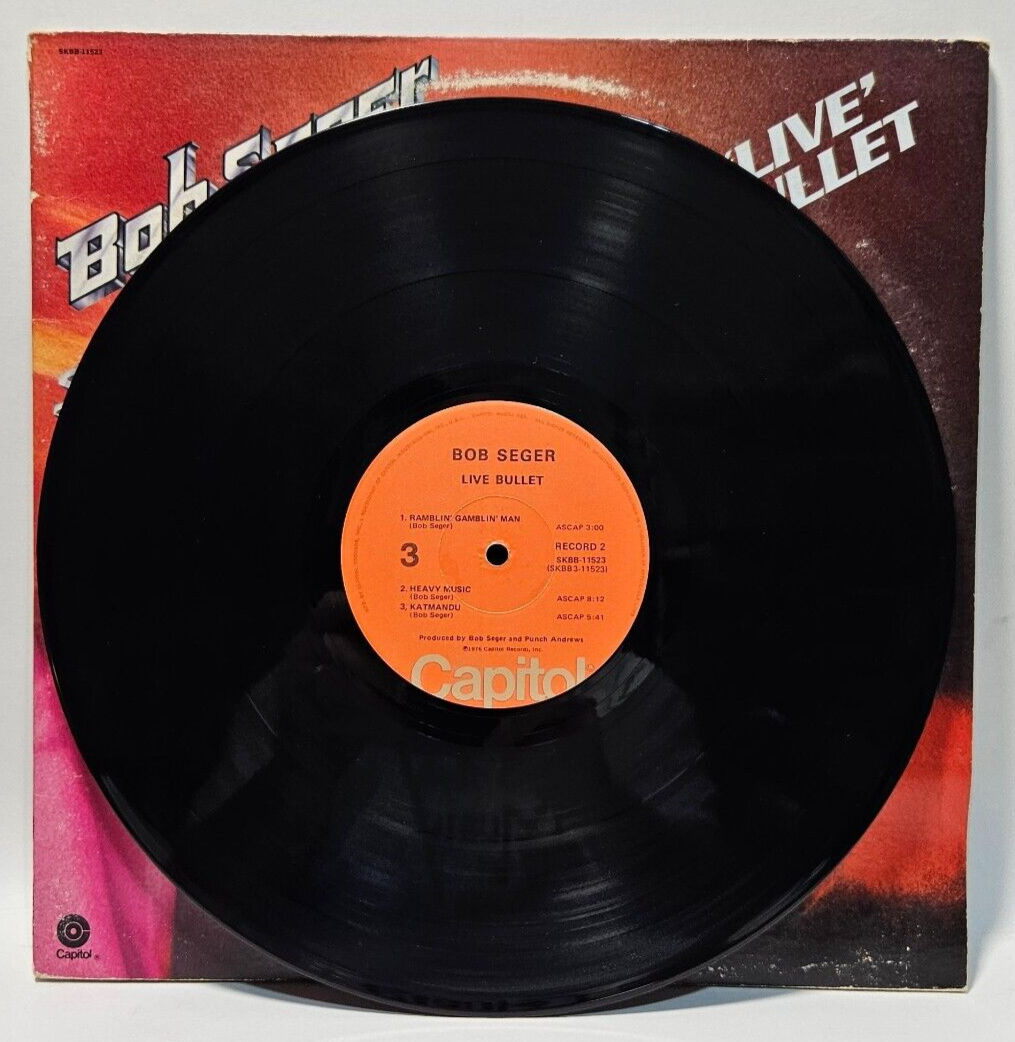 SKBB-11523
Bob Seger
'LIVE'
BULLET
BOB SEGER
LIVE BULLET
1. RAMBLIN' GAMBLIN' MAN
(Bob Seger)
ASCAP 3:00
3
RECORD 2
SKBB-11523
(SKBB3-11523)
2. HEAVY MUSIC
(Bob Seger)
ASCAP 8:12
3. KATMANDU
(Bob Seger)
ASCAP 5:41
Produced by Bob Seger and Punch Andrews
℗1976 Capitol Records, Inc.
Capitol®
Capitol®